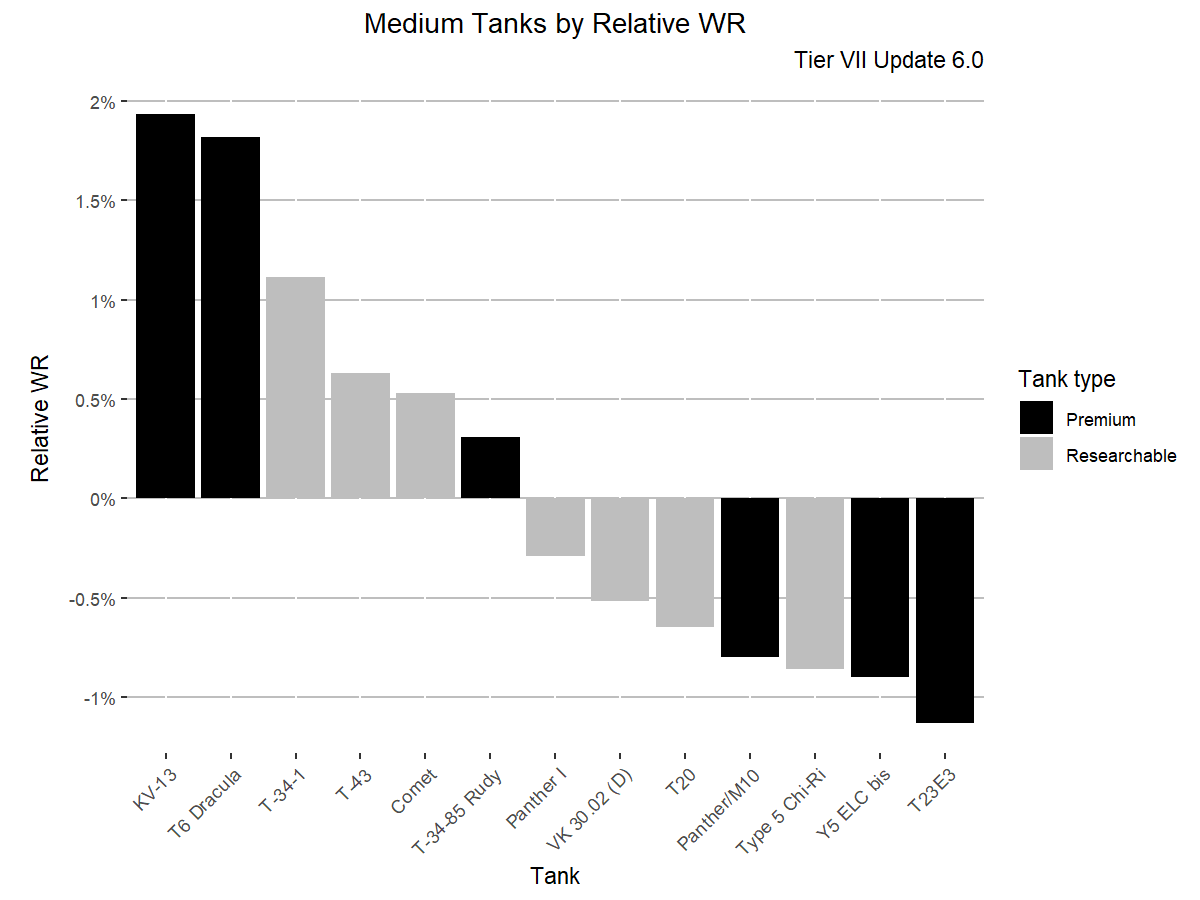 Medium Tanks by Relative WR
Tier VII Update 6.0
2%
1.5%
1%
0.5%
0%
-0.5%
-1%
Relative WR
KV-13
T6 Dracula
T-34-1
T-43
Comet
T-34-85 Rudy
Panther I
VK 30.02 (D)
T20
Panther/M10
Type 5 Chi-Ri
Y5 ELC bis
T23E3
Tank
Tank type
Premium
Researchable